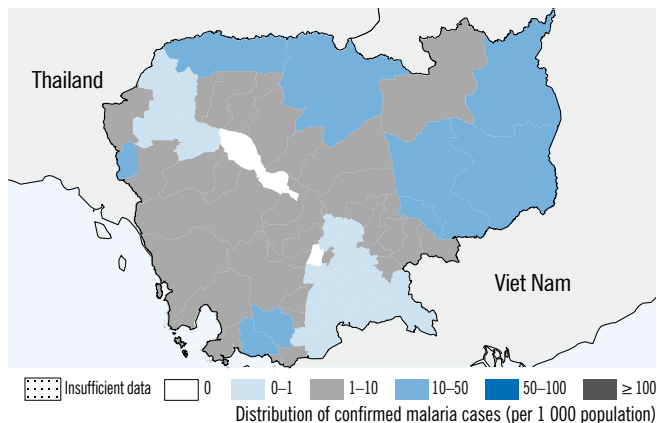 Thailand
Viet Nam
Insufficient data 0 0–1 1–10 10–50 50–100 ≥ 100
Distribution of confirmed malaria cases (per 1 000 population)